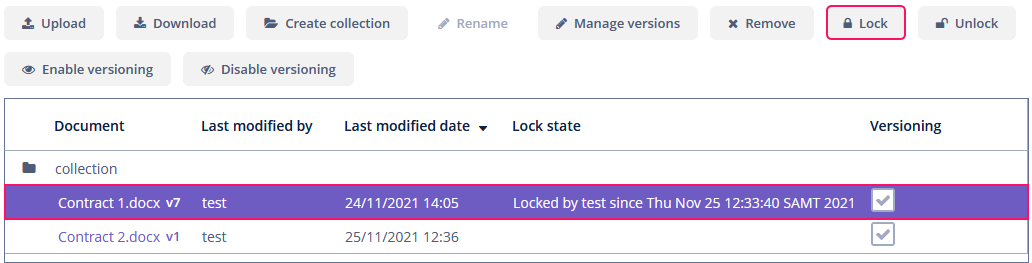 Upload Download Create collection Rename Manage versions Remove Lock Unlock
Enable versioning Disable versioning
Document Last modified by Last modified date Lock state Versioning
collection
Contract 1.docx v7 test 24/11/2021 14:05 Locked by test since Thu Nov 25 12:33:40 SAMT 2021
Contract 2.docx v1 test 25/11/2021 12:36